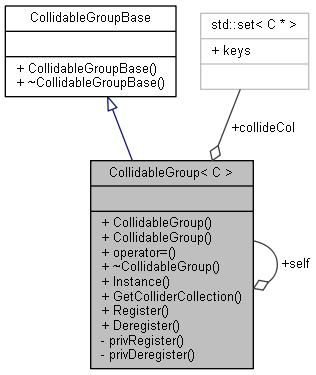 CollidableGroupBase
+ CollidableGroupBase()
+ ~CollidableGroupBase()
std::set< C * >
+ keys
+collideCol
CollidableGroup< C >
+ CollidableGroup()
+ CollidableGroup()
+ operator=()
+ ~CollidableGroup()
+ Instance()
+ GetColliderCollection()
+ Register()
+ Deregister()
- privRegister()
- privDeregister()
+self